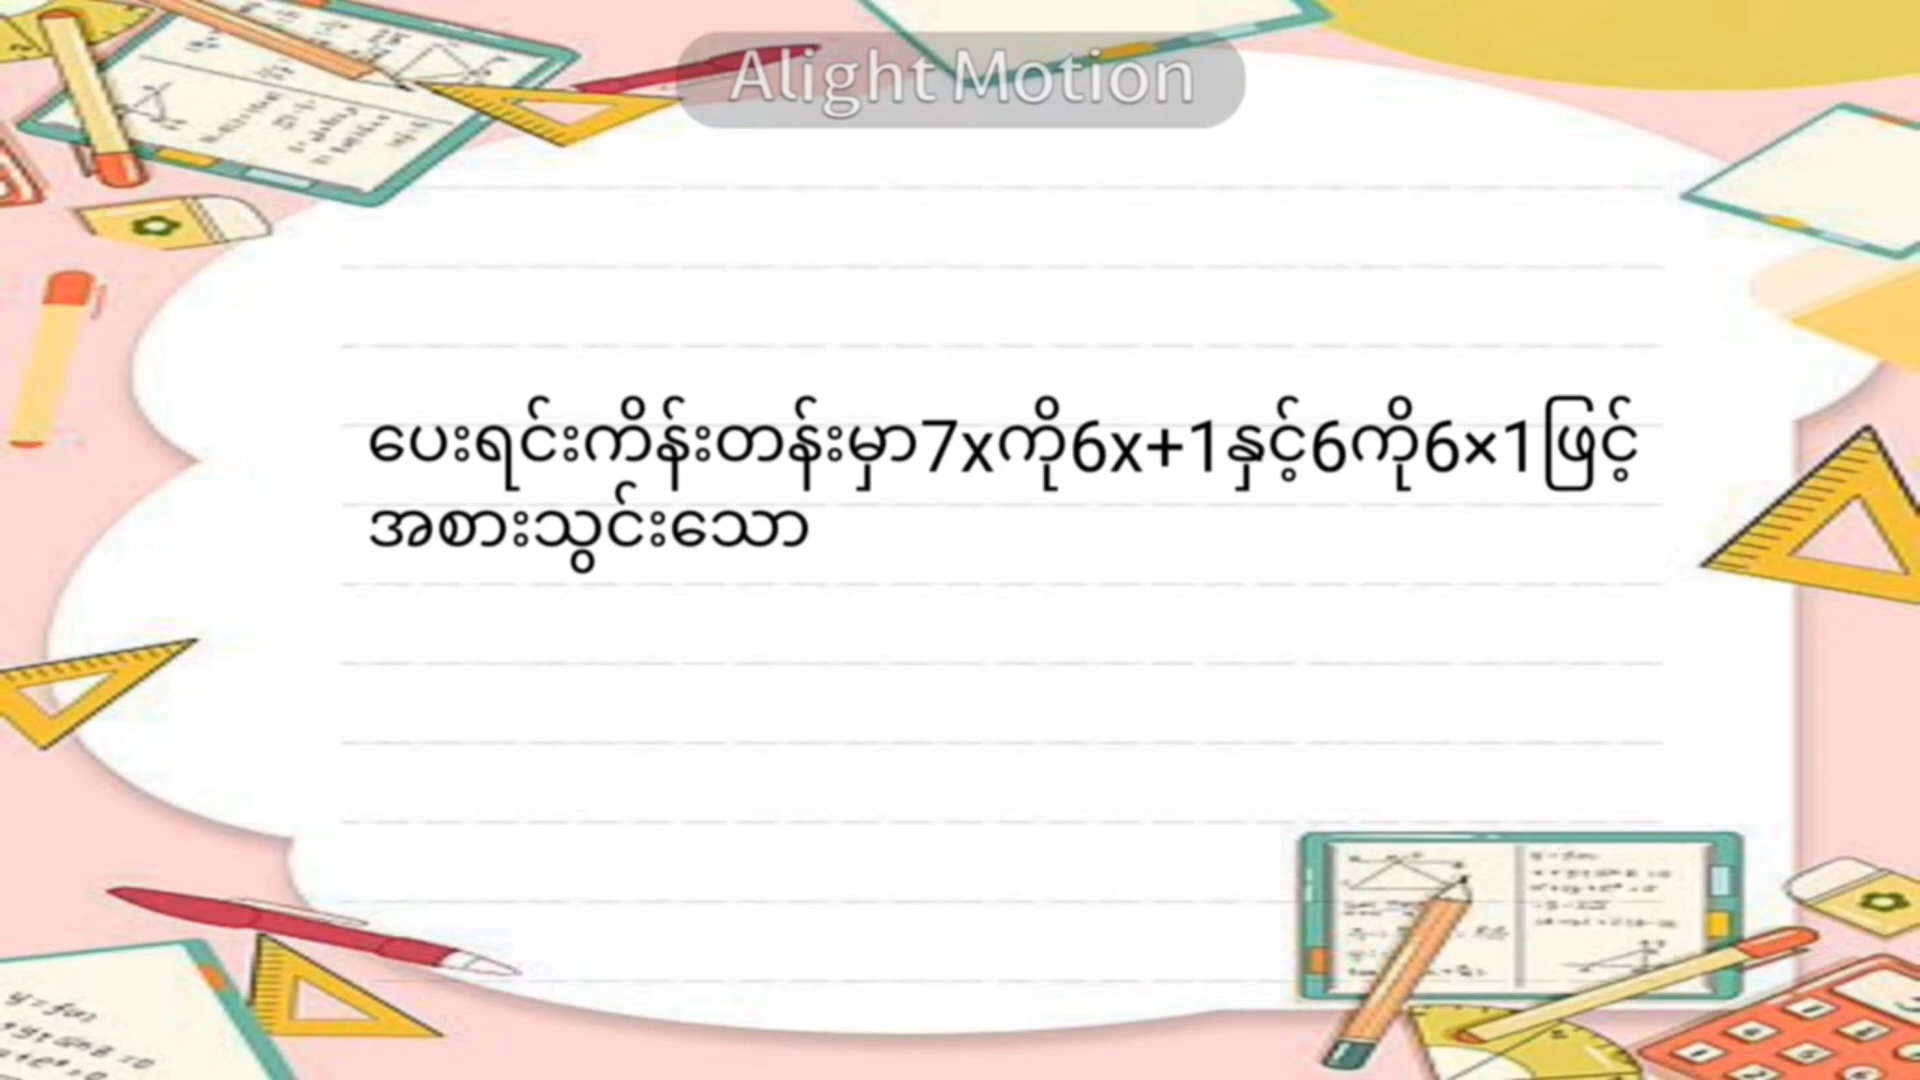 Alight Motion
ပေးရင်းကိန်းတန်းမှာ7xကို6x+1နှင့်6ကို6×1ဖြင့်
အစားသွင်းသော